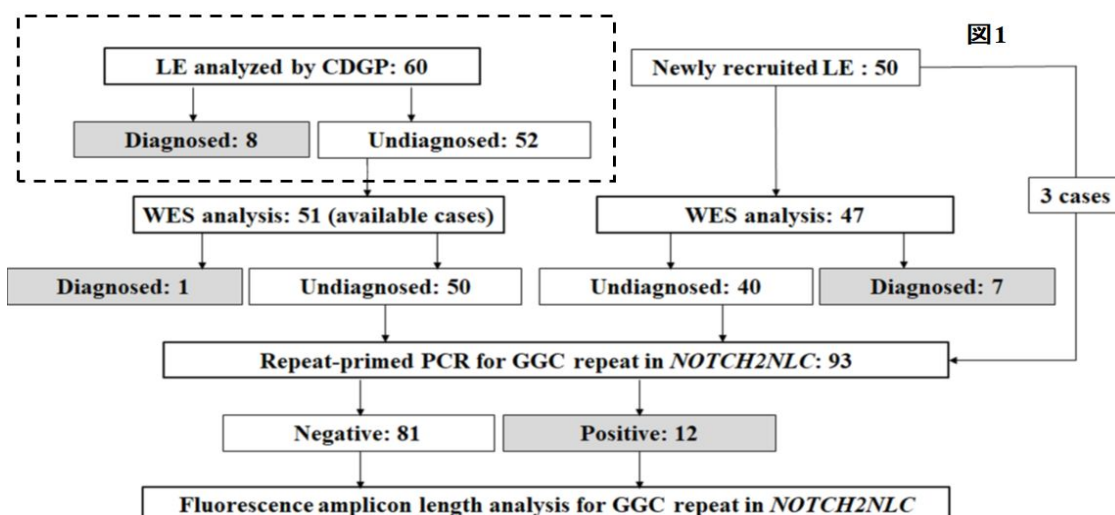 図1
LE analyzed by CDGP: 60
Newly recruited LE : 50
Diagnosed: 8
Undiagnosed: 52
3 cases
WES analysis: 51 (available cases)
WES analysis: 47
Diagnosed: 1
Undiagnosed: 50
Undiagnosed: 40
Diagnosed: 7
Repeat-primed PCR for GGC repeat in NOTCH2NLC: 93
Negative: 81
Positive: 12
Fluorescence amplicon length analysis for GGC repeat in NOTCH2NLC